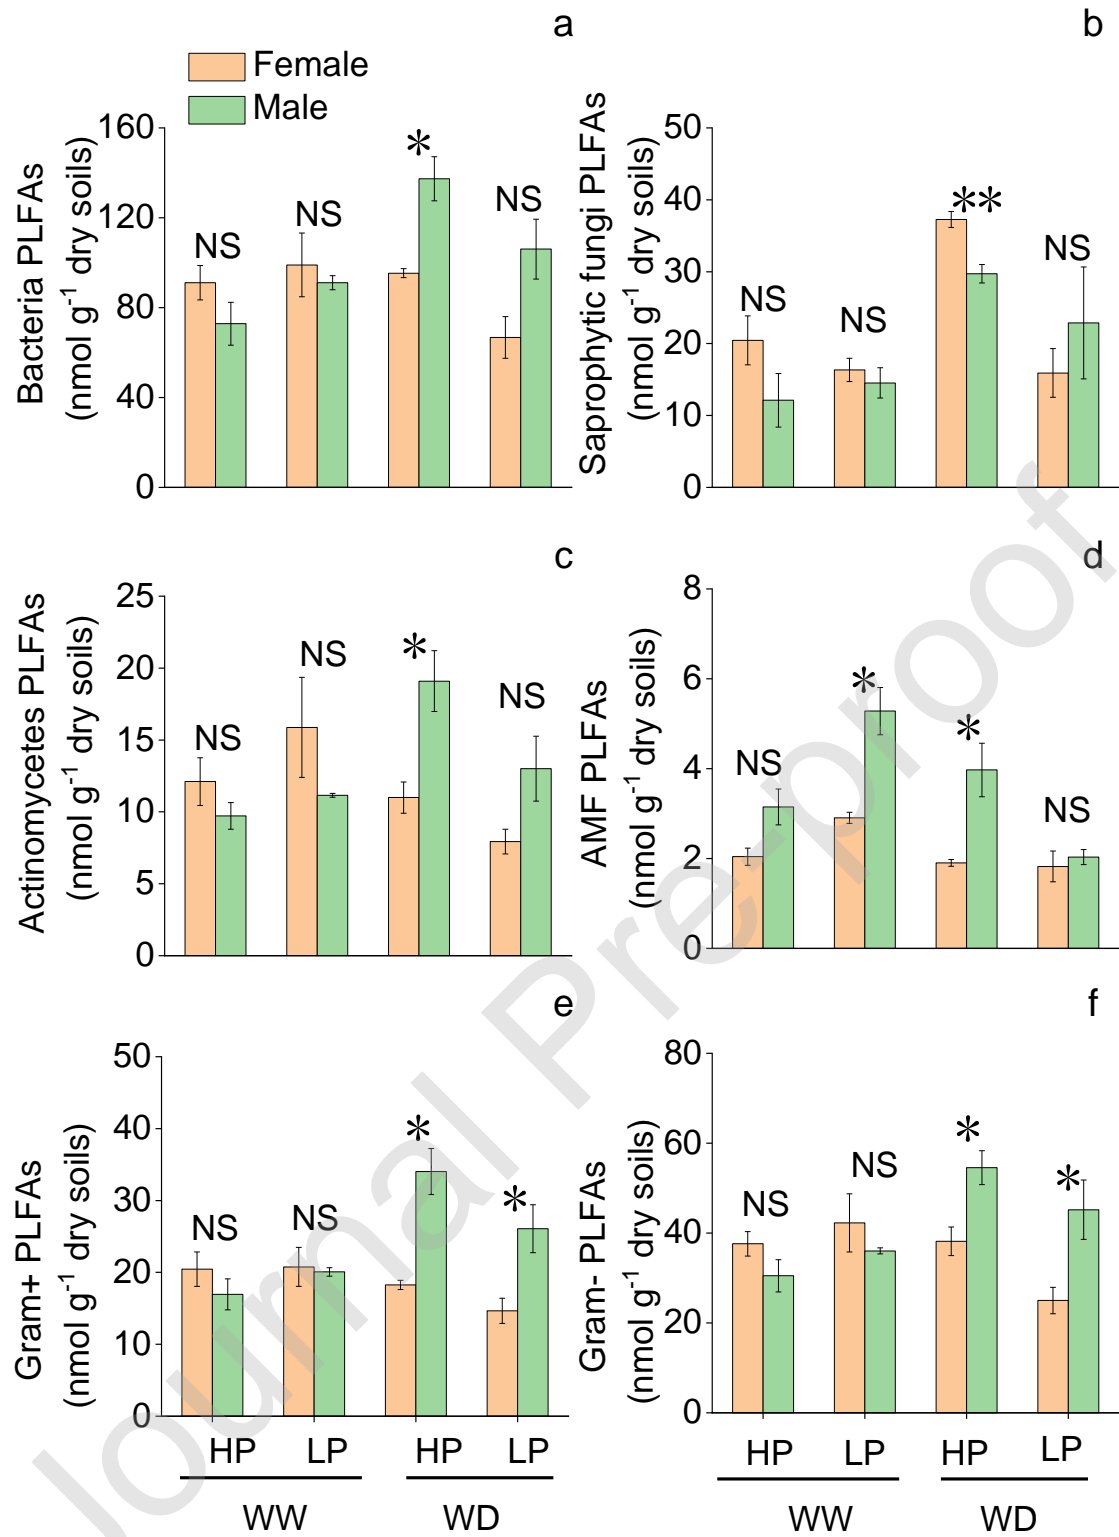 a
Female
Male
Bacteria PLFAs
(nmol g⁻¹ dry soils)
160
120
80
40
0
NS
NS
*
NS
b
Saprophytic fungi PLFAs
(nmol g⁻¹ dry soils)
50
40
30
20
10
0
NS
NS
**
NS
c
Actinomycetes PLFAs
(nmol g⁻¹ dry soils)
25
20
15
10
5
0
NS
NS
*
NS
d
AMF PLFAs
(nmol g⁻¹ dry soils)
8
6
4
2
0
NS
*
*
NS
e
Gram+ PLFAs
(nmol g⁻¹ dry soils)
50
40
30
20
10
0
NS
NS
*
*
HP LP HP LP
WW WD
f
Gram- PLFAs
(nmol g⁻¹ dry soils)
80
60
40
20
0
NS
NS
*
*
HP LP HP LP
WW WD
Journal Pre-proof